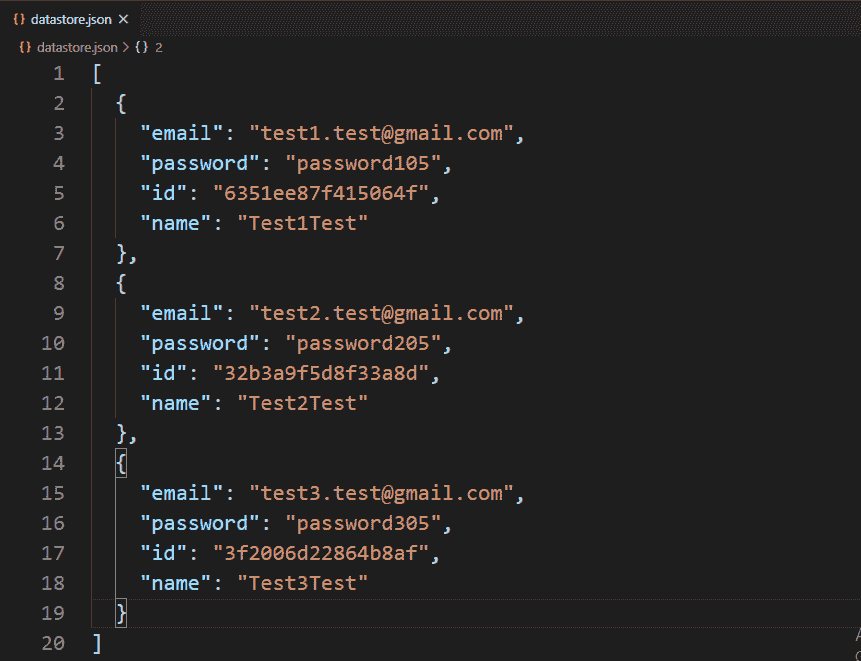 {} datastore.json ×
{} datastore.json > {} 2
1 [
2 {
3 "email": "test1.test@gmail.com",
4 "password": "password105",
5 "id": "6351ee87f415064f",
6 "name": "Test1Test"
7 },
8 {
9 "email": "test2.test@gmail.com",
10 "password": "password205",
11 "id": "32b3a9f5d8f33a8d",
12 "name": "Test2Test"
13 },
14 {
15 "email": "test3.test@gmail.com",
16 "password": "password305",
17 "id": "3f2006d22864b8af",
18 "name": "Test3Test"
19 }
20 ]